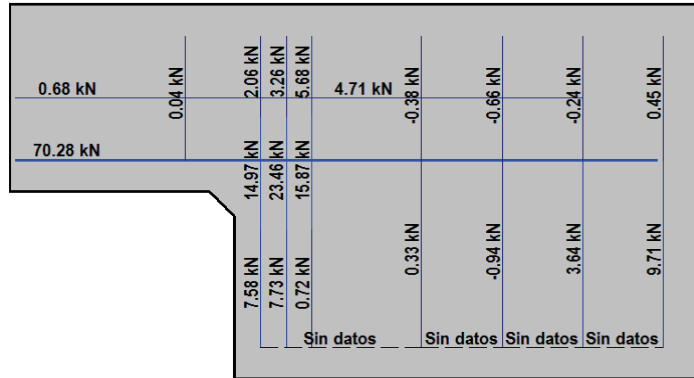 0.04 kN
2.06 kN
3.26 kN
5.68 kN
-0.38 kN
-0.66 kN
-0.24 kN
0.45 kN
0.68 kN
4.71 kN
70.28 kN
14.97 kN
23.46 kN
15.87 kN
7.58 kN
7.73 kN
0.72 kN
0.33 kN
-0.94 kN
3.64 kN
9.71 kN
Sin datos
Sin datos
Sin datos
Sin datos